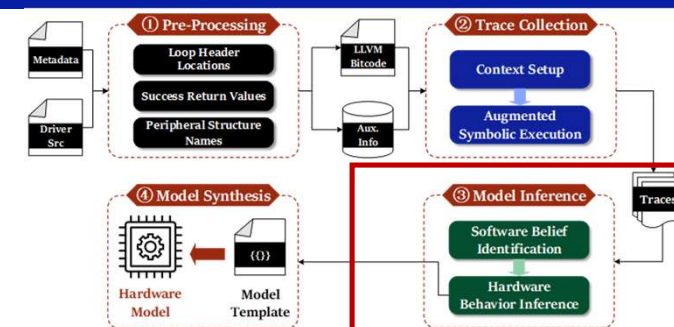 ① Pre-Processing
② Trace Collection
Metadata
Loop Header
Locations
LLVM
Bitcode
Context Setup
Success Return Values
Driver
Src
Peripheral Structure
Names
Aux.
Info
Augmented
Symbolic Execution
④ Model Synthesis
③ Model Inference
Traces
{{}}
Software Belief
Identification
Hardware
Model
Model
Template
Hardware
Behavior Inference